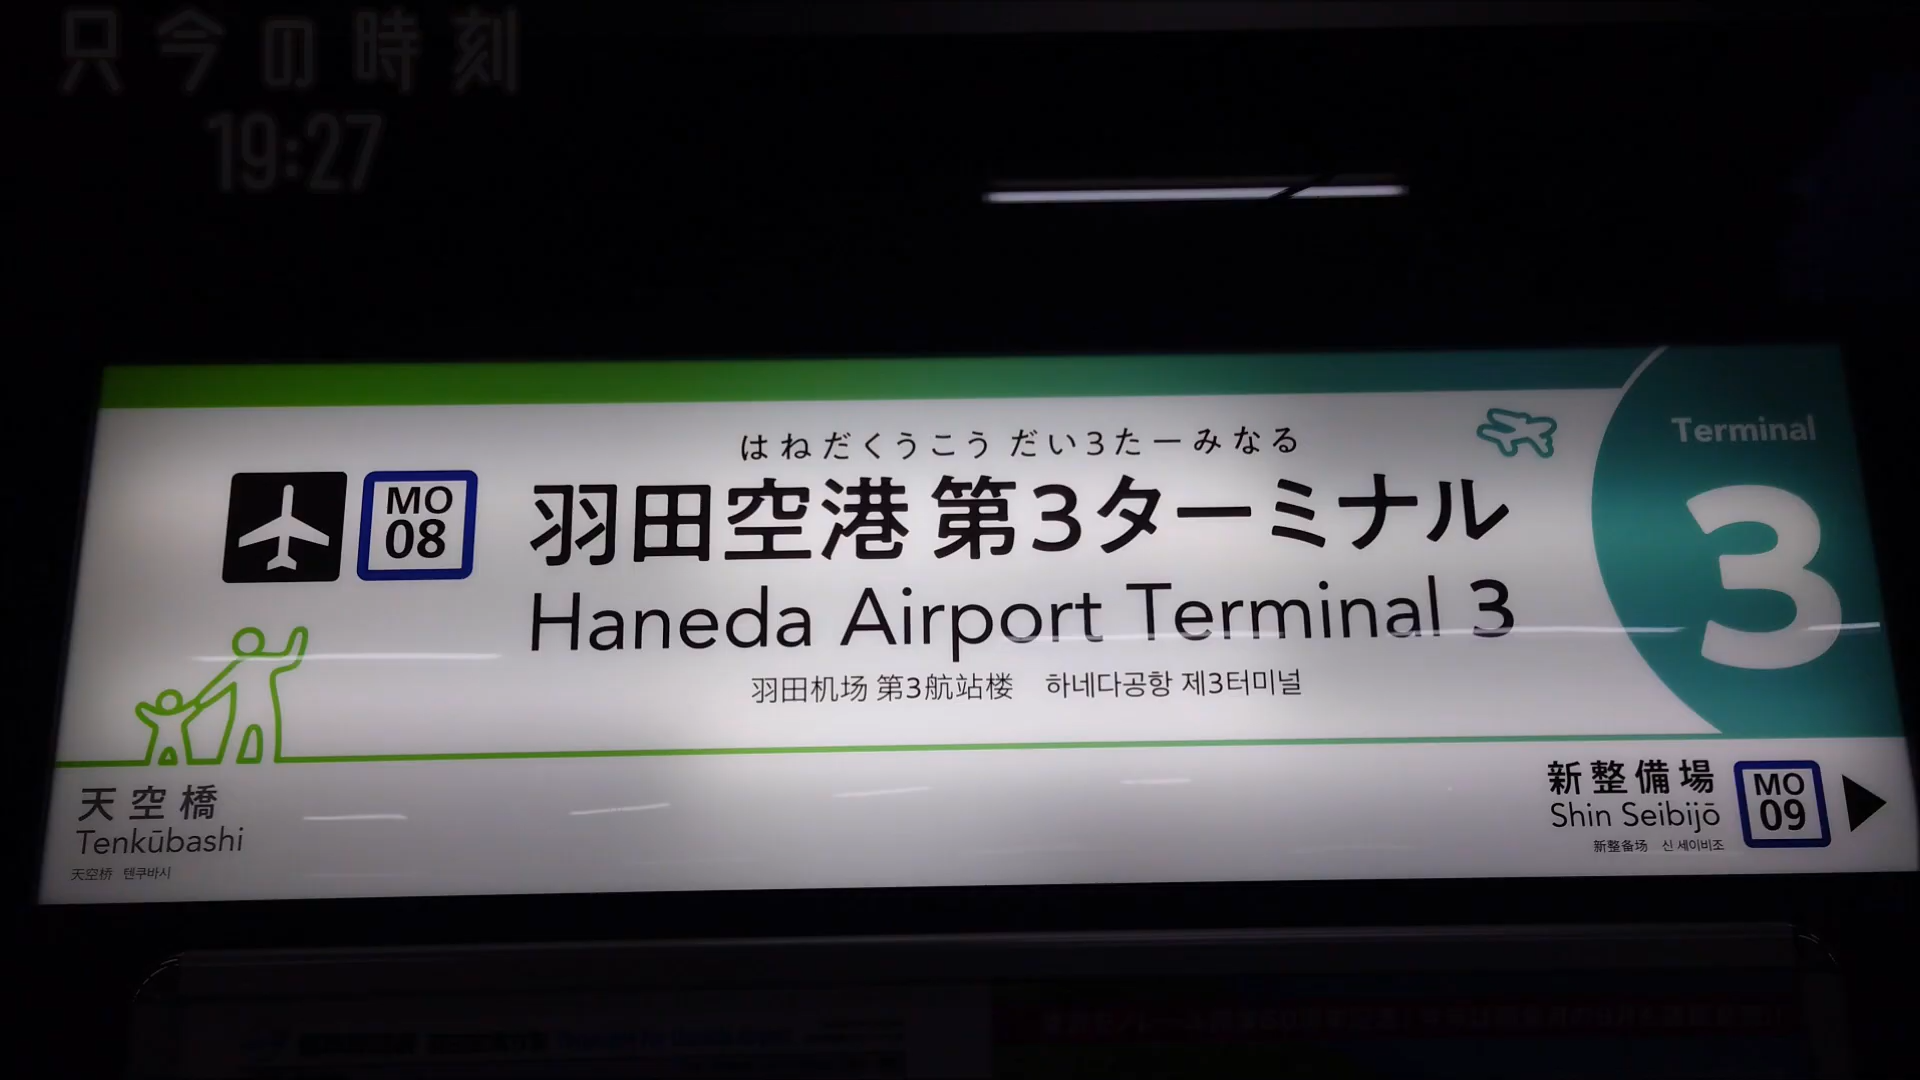 只今の時刻
19:27
Terminal
3
はねだくうこう だい3たーみなる
MO
08
羽田空港 第3ターミナル
Haneda Airport Terminal 3
羽田机场 第3航站楼 하네다공항 제3터미널
天空橋
Tenkūbashi
天空桥 텐쿠바시
新整備場
Shin Seibijō
新整备场 신세이비조
MO
09